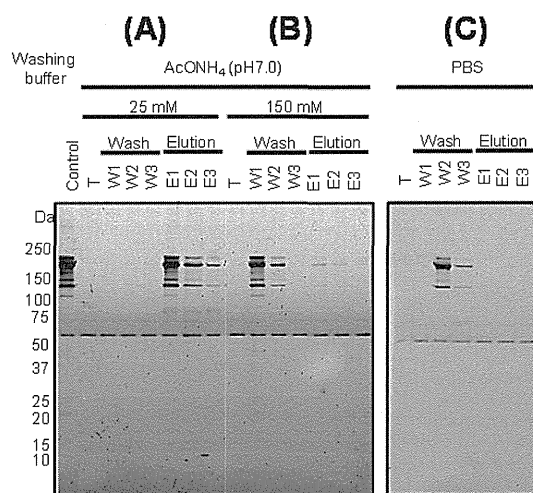 (A) (B) (C)
Washing buffer AcONH₄ (pH7.0) PBS
25 mM 150 mM
Wash Elution Wash Elution Wash Elution
Control T W1 W2 W3 E1 E2 E3 T W1 W2 W3 E1 E2 E3 T W1 W2 W3 E1 E2 E3
Da
250
150
100
75
50
37
25
20
15
10